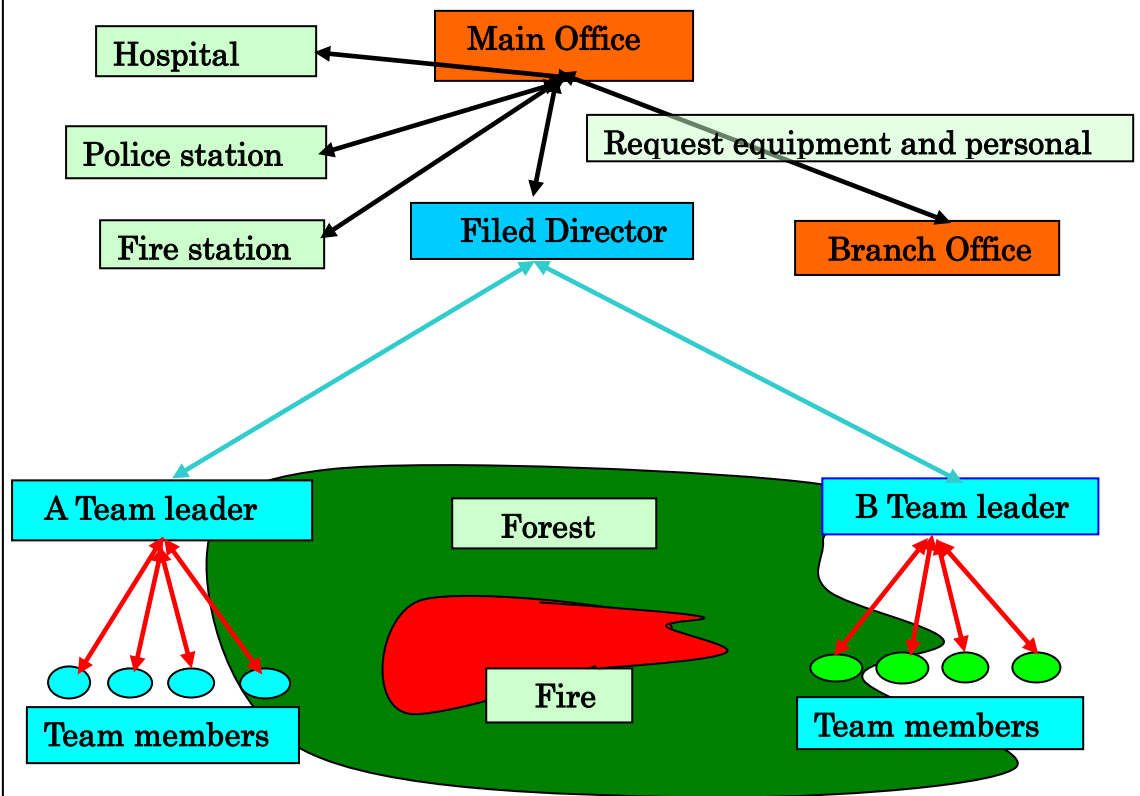 Main Office
Hospital
Request equipment and personal
Police station
Filed Director
Fire station
Branch Office
A Team leader
B Team leader
Forest
Fire
Team members
Team members